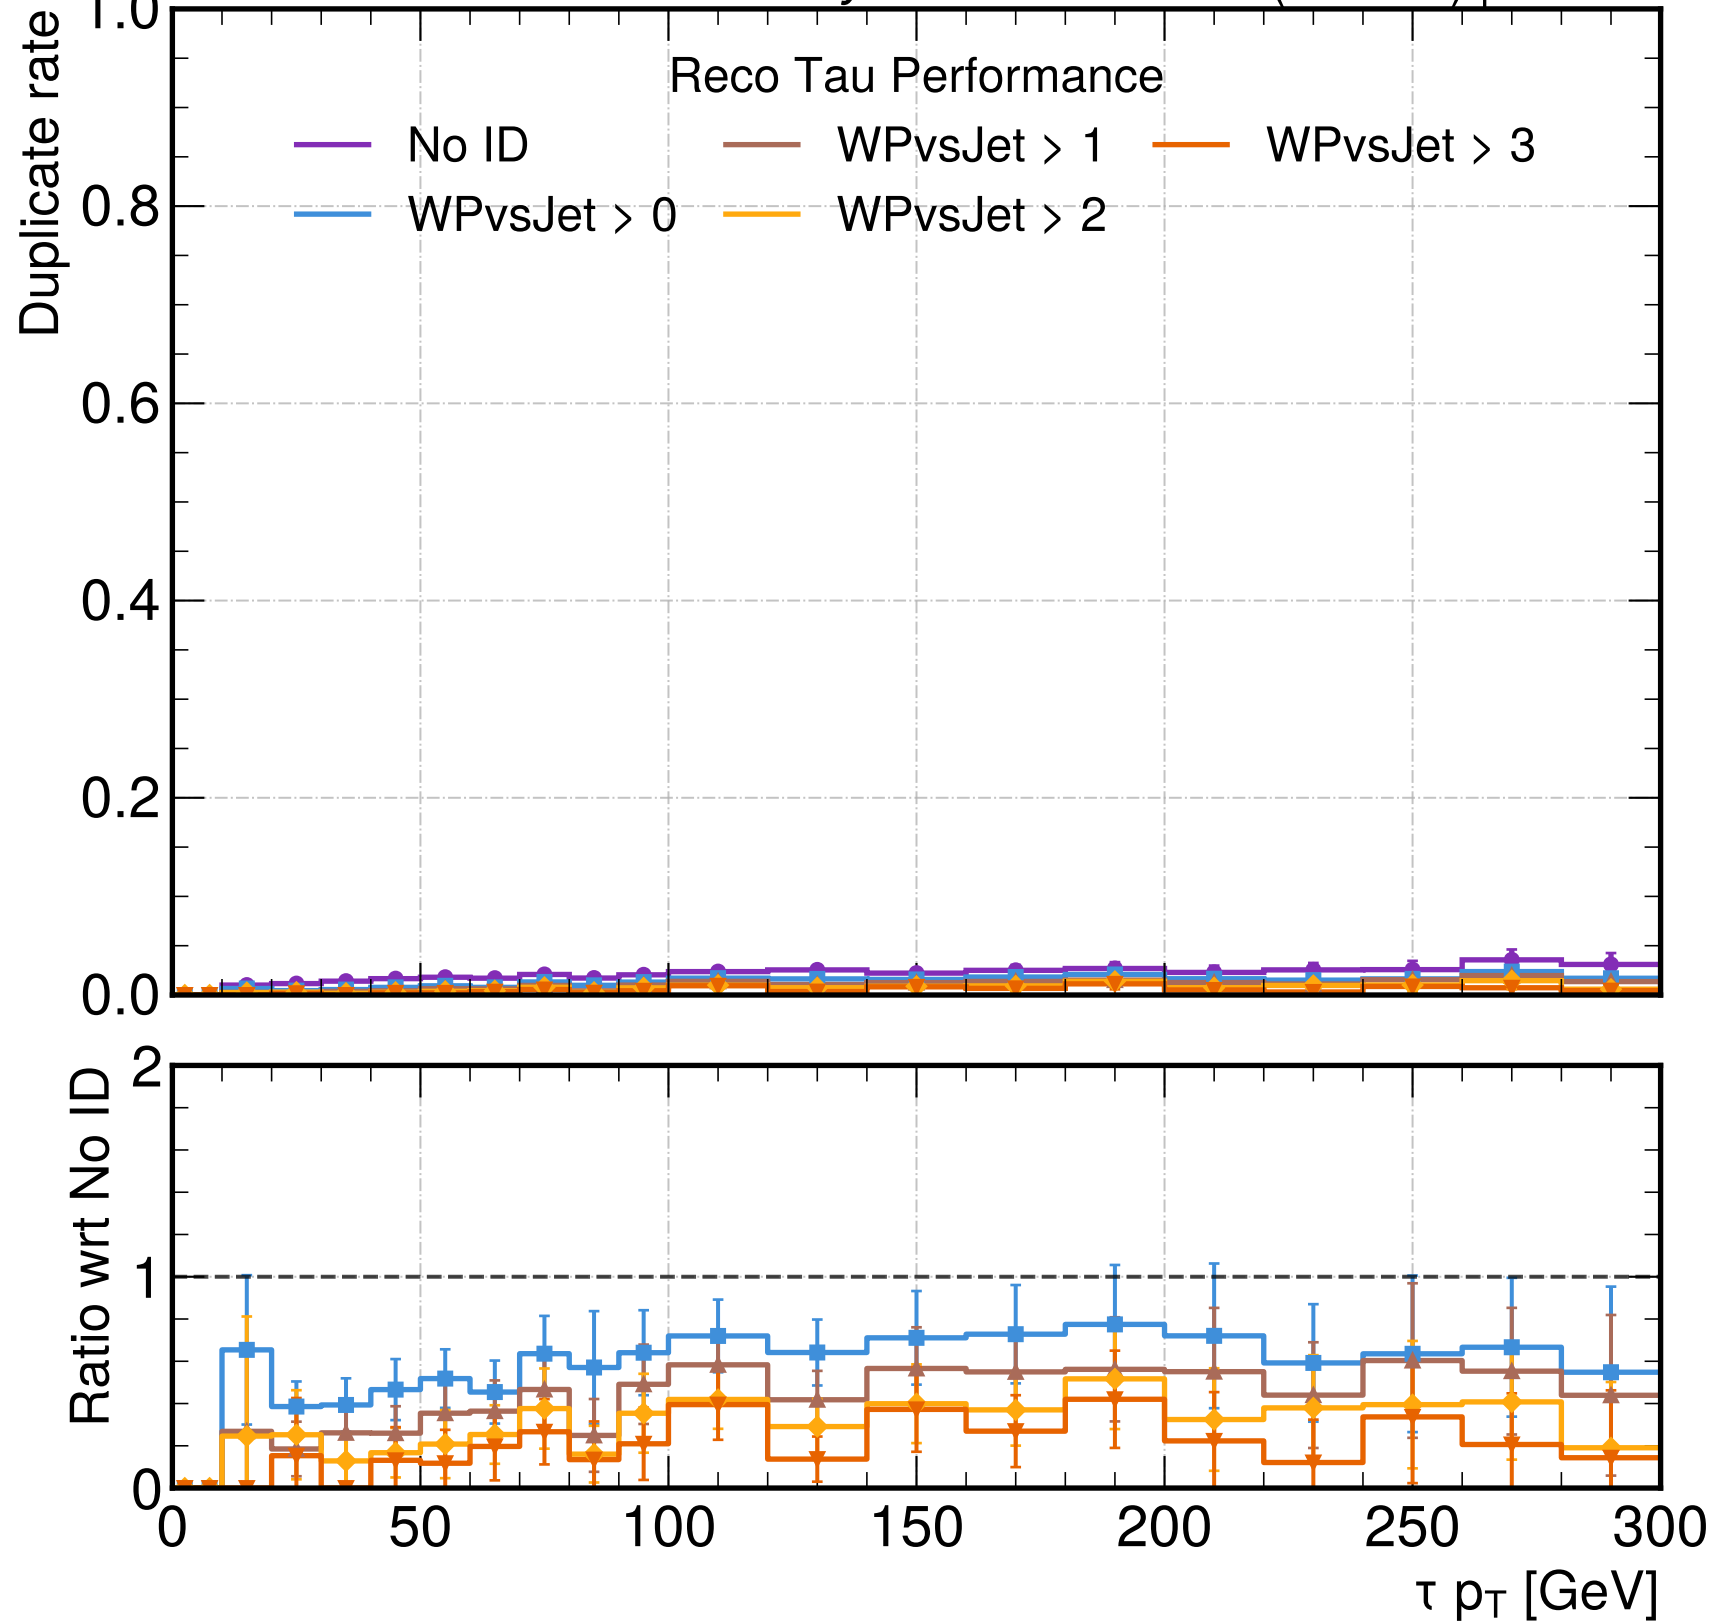 1.0
Duplicate rate
Reco Tau Performance
No ID
WPvsJet > 1
WPvsJet > 3
WPvsJet > 0
WPvsJet > 2
0.8
0.6
0.4
0.2
0.0
Ratio wrt No ID
2
1
0
0 50 100 150 200 250 300
τ pT [GeV]